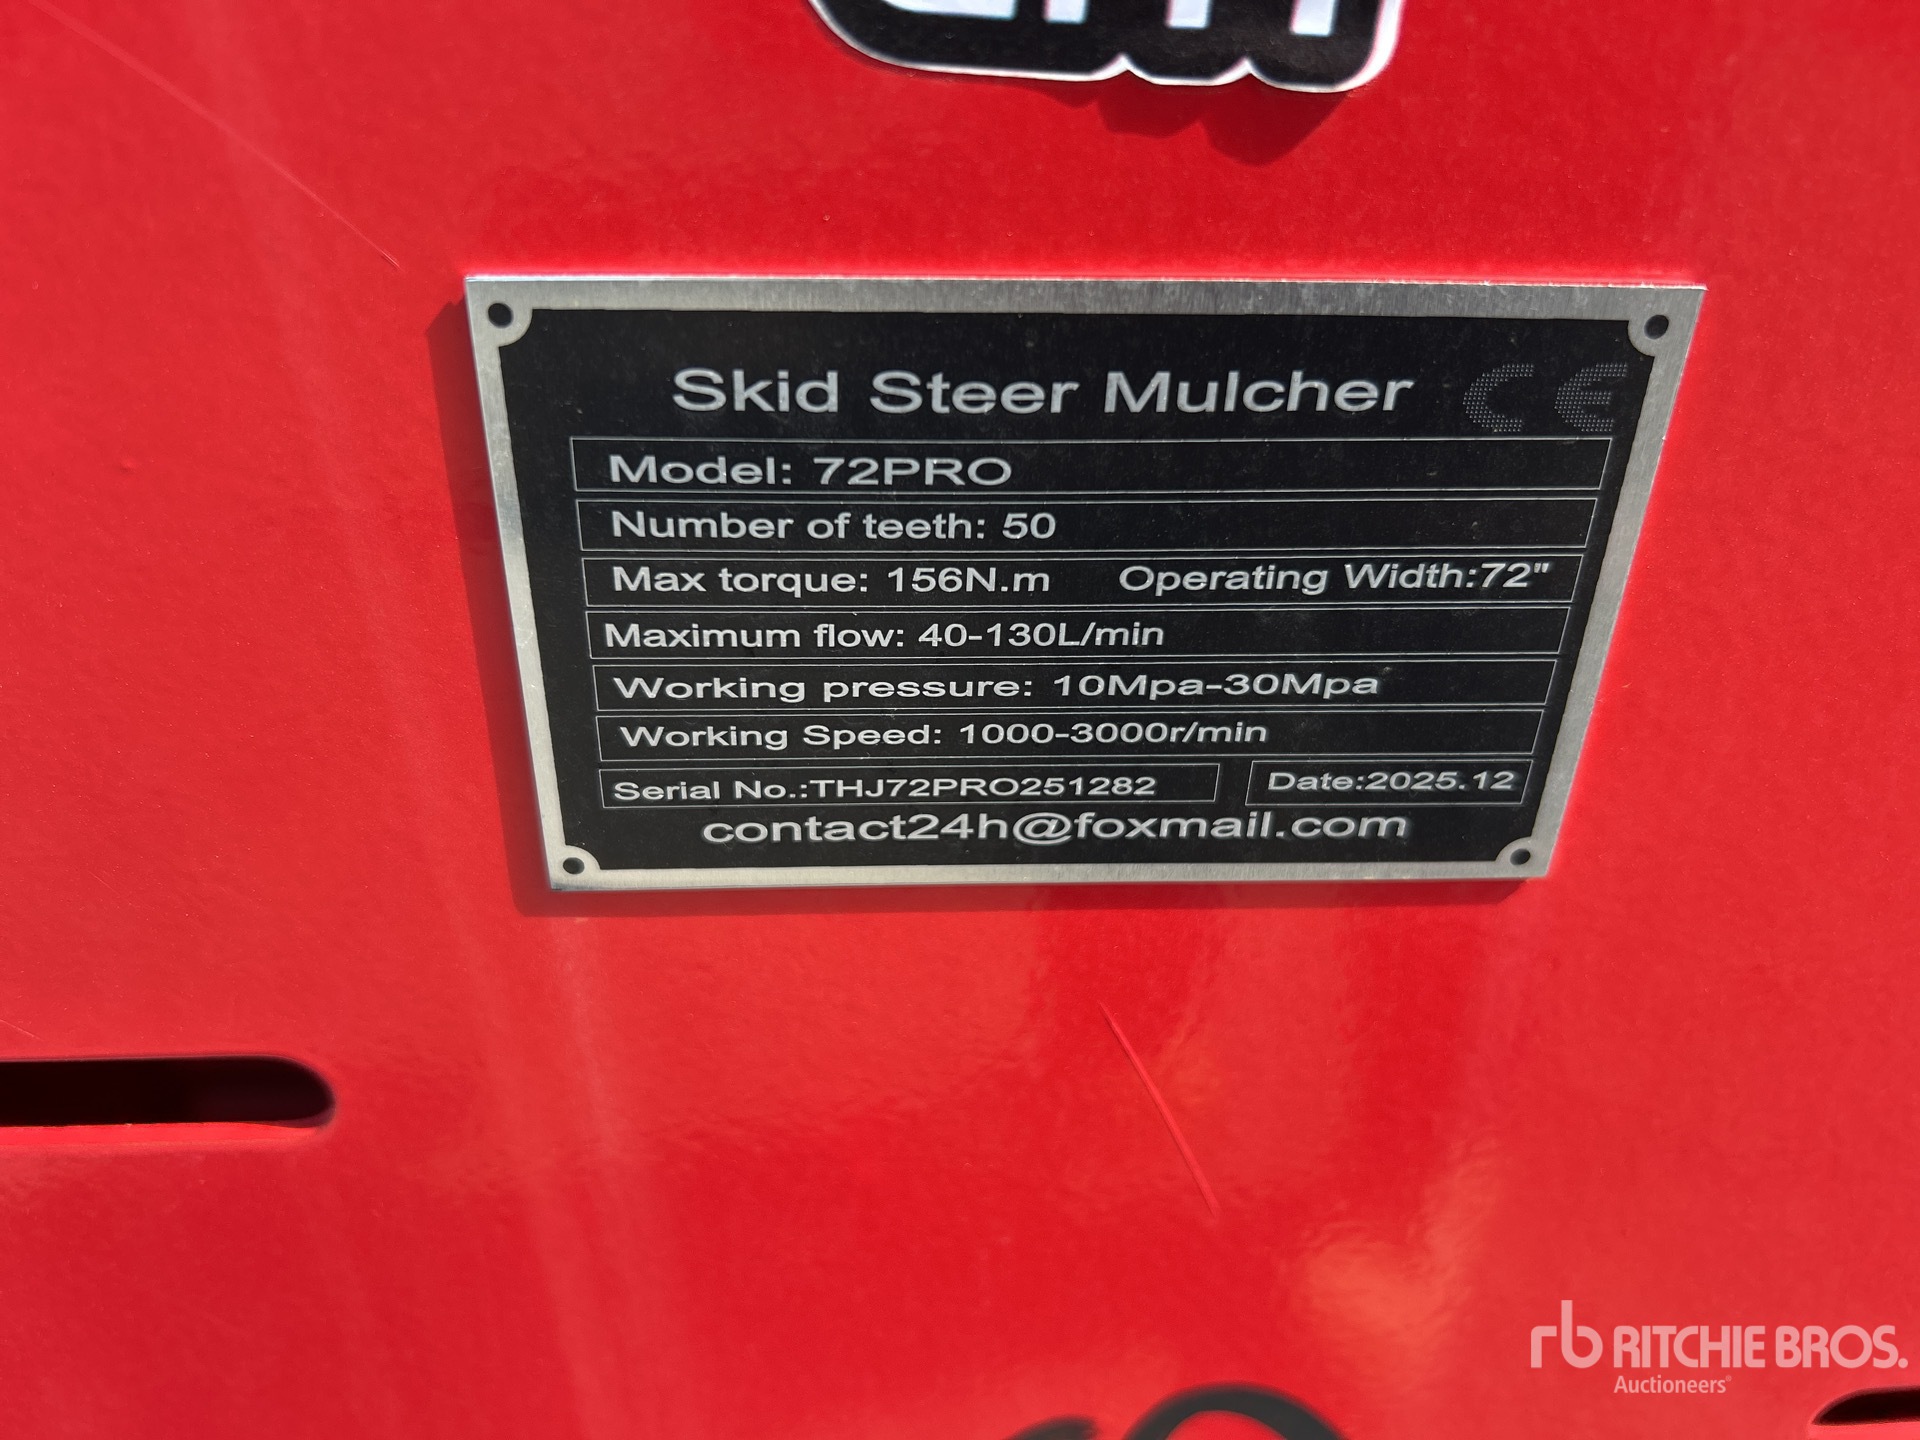 Skid Steer Mulcher CE
Model: 72PRO
Number of teeth: 50
Max torque: 156N.m Operating Width:72"
Maximum flow: 40-130L/min
Working pressure: 10Mpa-30Mpa
Working Speed: 1000-3000r/min
Serial No.:THJ72PRO251282 Date:2025.12
contact24h@foxmail.com
rb RITCHIE BROS.
Auctioneers